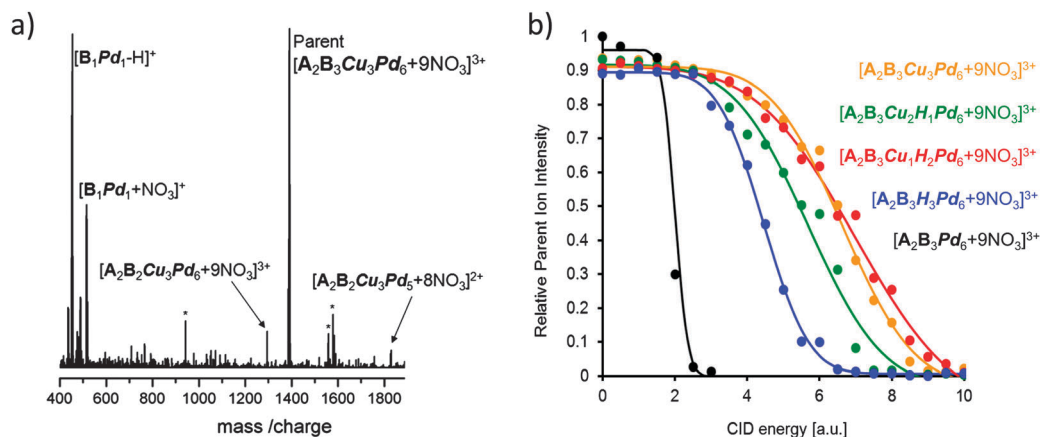 a)
[B₁Pd₁-H]⁺
Parent
[A₂B₃Cu₃Pd₆+9NO₃]³⁺
[B₁Pd₁+NO₃]⁺
[A₂B₂Cu₃Pd₆+9NO₃]³⁺
[A₂B₂Cu₃Pd₅+8NO₃]²⁺
*
*
*
400 600 800 1000 1200 1400 1600 1800
mass /charge
b)
Relative Parent Ion Intensity
1
0.9
0.8
0.7
0.6
0.5
0.4
0.3
0.2
0.1
0
0 2 4 6 8 10
CID energy [a.u.]
[A₂B₃Cu₃Pd₆+9NO₃]³⁺
[A₂B₃Cu₂H₁Pd₆+9NO₃]³⁺
[A₂B₃Cu₁H₂Pd₆+9NO₃]³⁺
[A₂B₃H₃Pd₆+9NO₃]³⁺
[A₂B₃Pd₆+9NO₃]³⁺